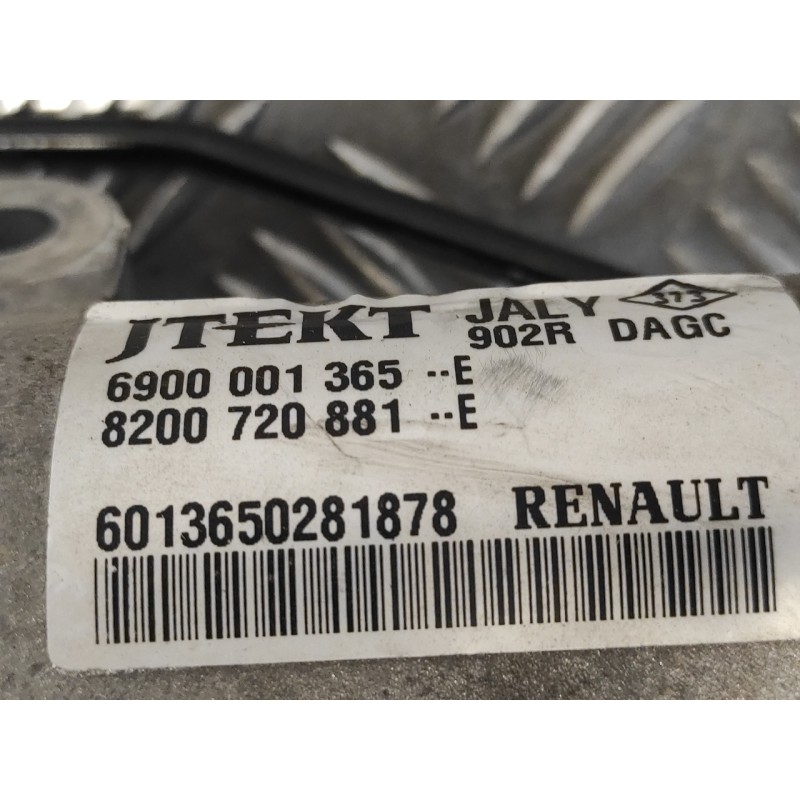 JTEKT JALY 373
902R DAGC
6900 001 365 --E
8200 720 881 --E
6013650281878 RENAULT